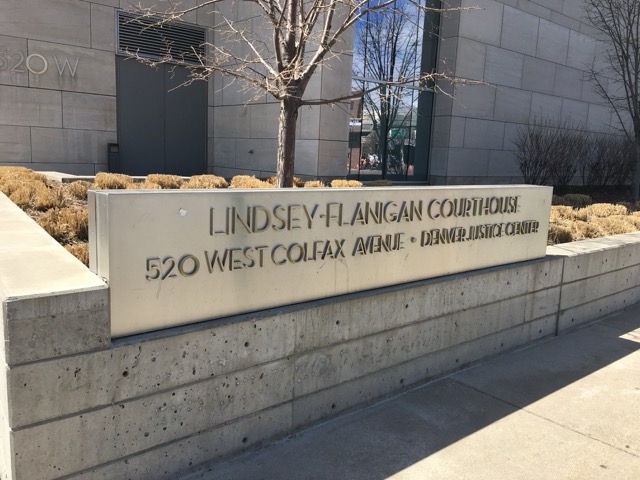 520 W
LINDSEY-FLANIGAN COURTHOUSE
520 WEST COLFAX AVENUE • DENVER JUSTICE CENTER